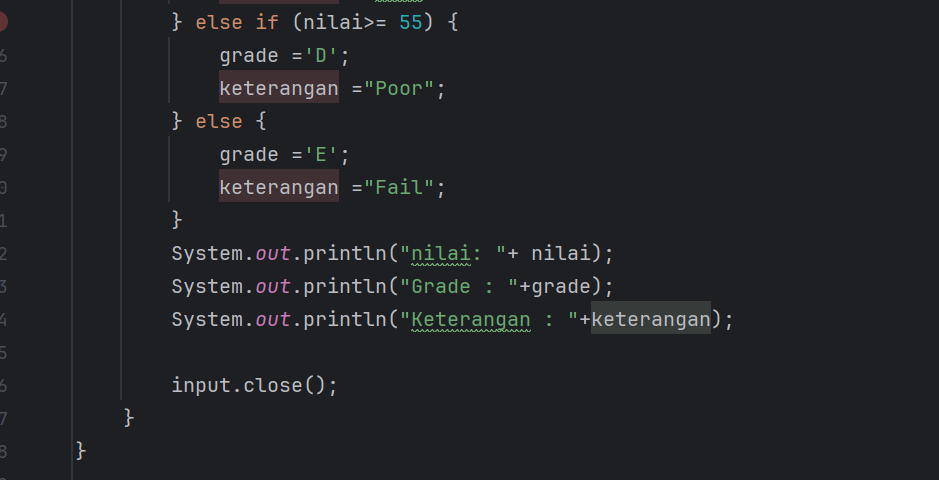 } else if (nilai>= 55) {
6 grade ='D';
7 keterangan ="Poor";
8 } else {
9 grade ='E';
0 keterangan ="Fail";
1 }
2 System.out.println("nilai: "+ nilai);
3 System.out.println("Grade : "+grade);
4 System.out.println("Keterangan : "+keterangan);
5
6 input.close();
7 }
8 }